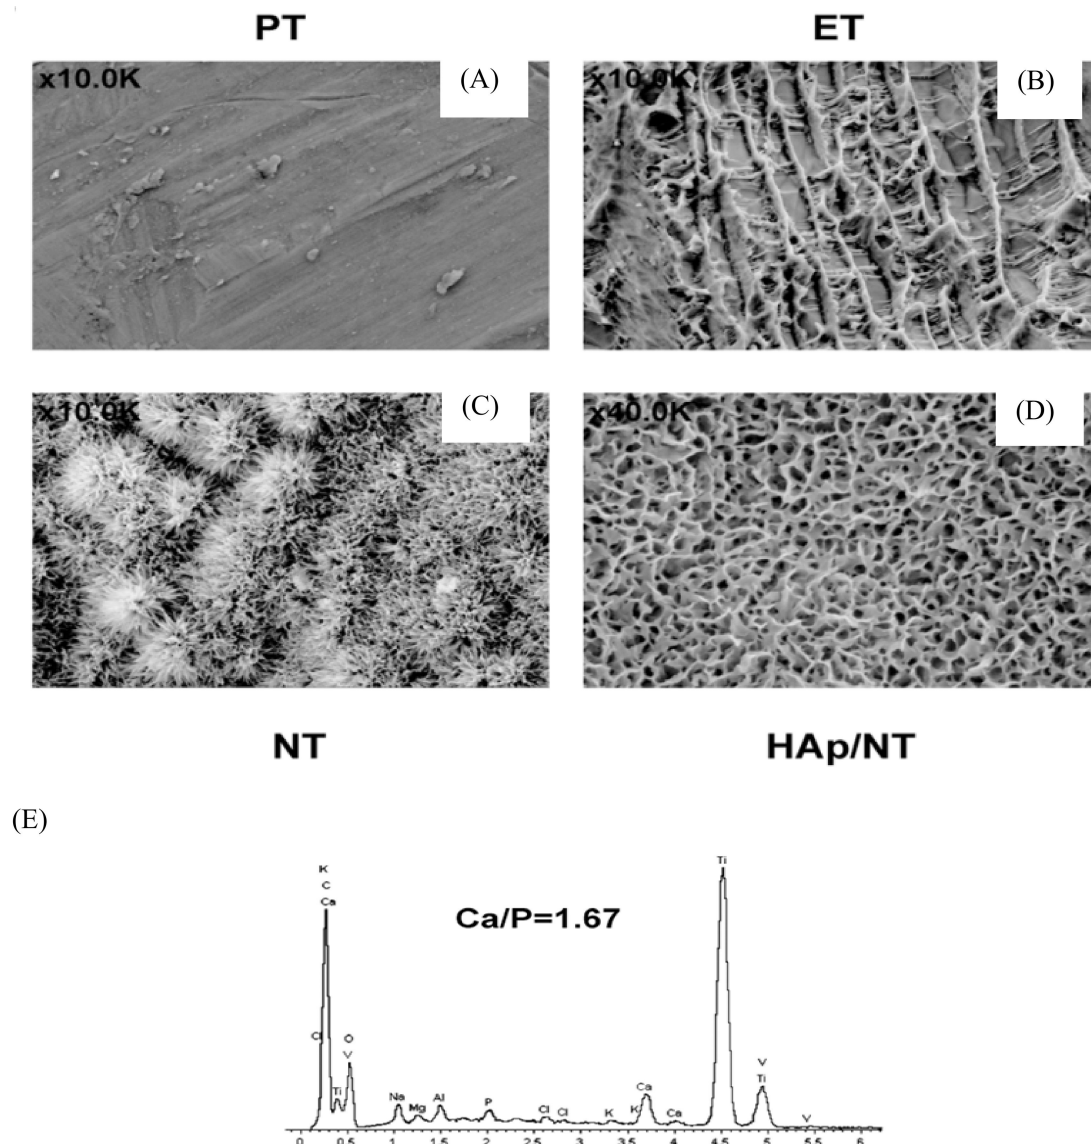 PT ET
x10.0K (A) x10.0K (B)
x10.0K (C) x40.0K (D)
NT HAp/NT
(E)
K
C
Ca
Ca/P=1.67
Ti
Cl
O
V
Ti
Na
Mg
Al
P
Cl
Cl
K
K
Ca
Ca
V
Ti
V
0 0.5 1 1.5 2 2.5 3 3.5 4 4.5 5 5.5 6